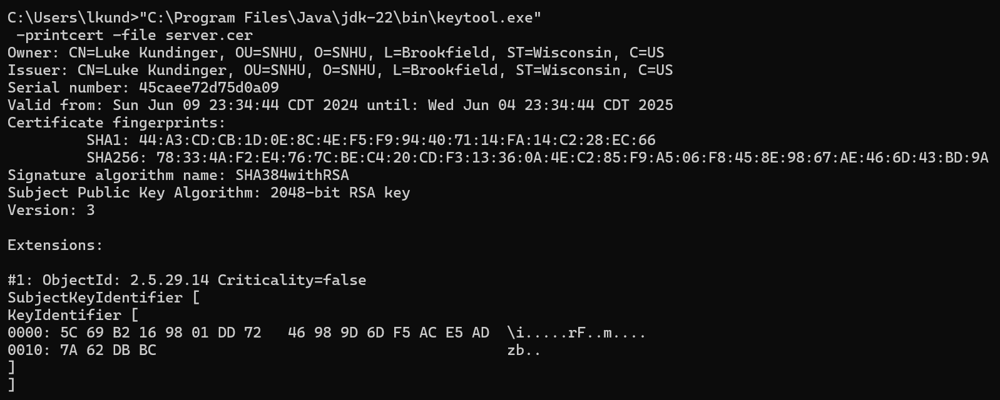 C:\Users\lkund>"C:\Program Files\Java\jdk-22\bin\keytool.exe"
 -printcert -file server.cer
Owner: CN=Luke Kundinger, OU=SNHU, O=SNHU, L=Brookfield, ST=Wisconsin, C=US
Issuer: CN=Luke Kundinger, OU=SNHU, O=SNHU, L=Brookfield, ST=Wisconsin, C=US
Serial number: 45caee72d75d0a09
Valid from: Sun Jun 09 23:34:44 CDT 2024 until: Wed Jun 04 23:34:44 CDT 2025
Certificate fingerprints:
         SHA1: 44:A3:CD:CB:1D:0E:8C:4E:F5:F9:94:40:71:14:FA:14:C2:28:EC:66
         SHA256: 78:33:4A:F2:E4:76:7C:BE:C4:20:CD:F3:13:36:0A:4E:C2:85:F9:A5:06:F8:45:8E:98:67:AE:46:6D:43:BD:9A
Signature algorithm name: SHA384withRSA
Subject Public Key Algorithm: 2048-bit RSA key
Version: 3

Extensions:

#1: ObjectId: 2.5.29.14 Criticality=false
SubjectKeyIdentifier [
KeyIdentifier [
0000: 5C 69 B2 16 98 01 DD 72   46 98 9D 6D F5 AC E5 AD  \i.....rF..m....
0010: 7A 62 DB BC                                        zb..
]
]